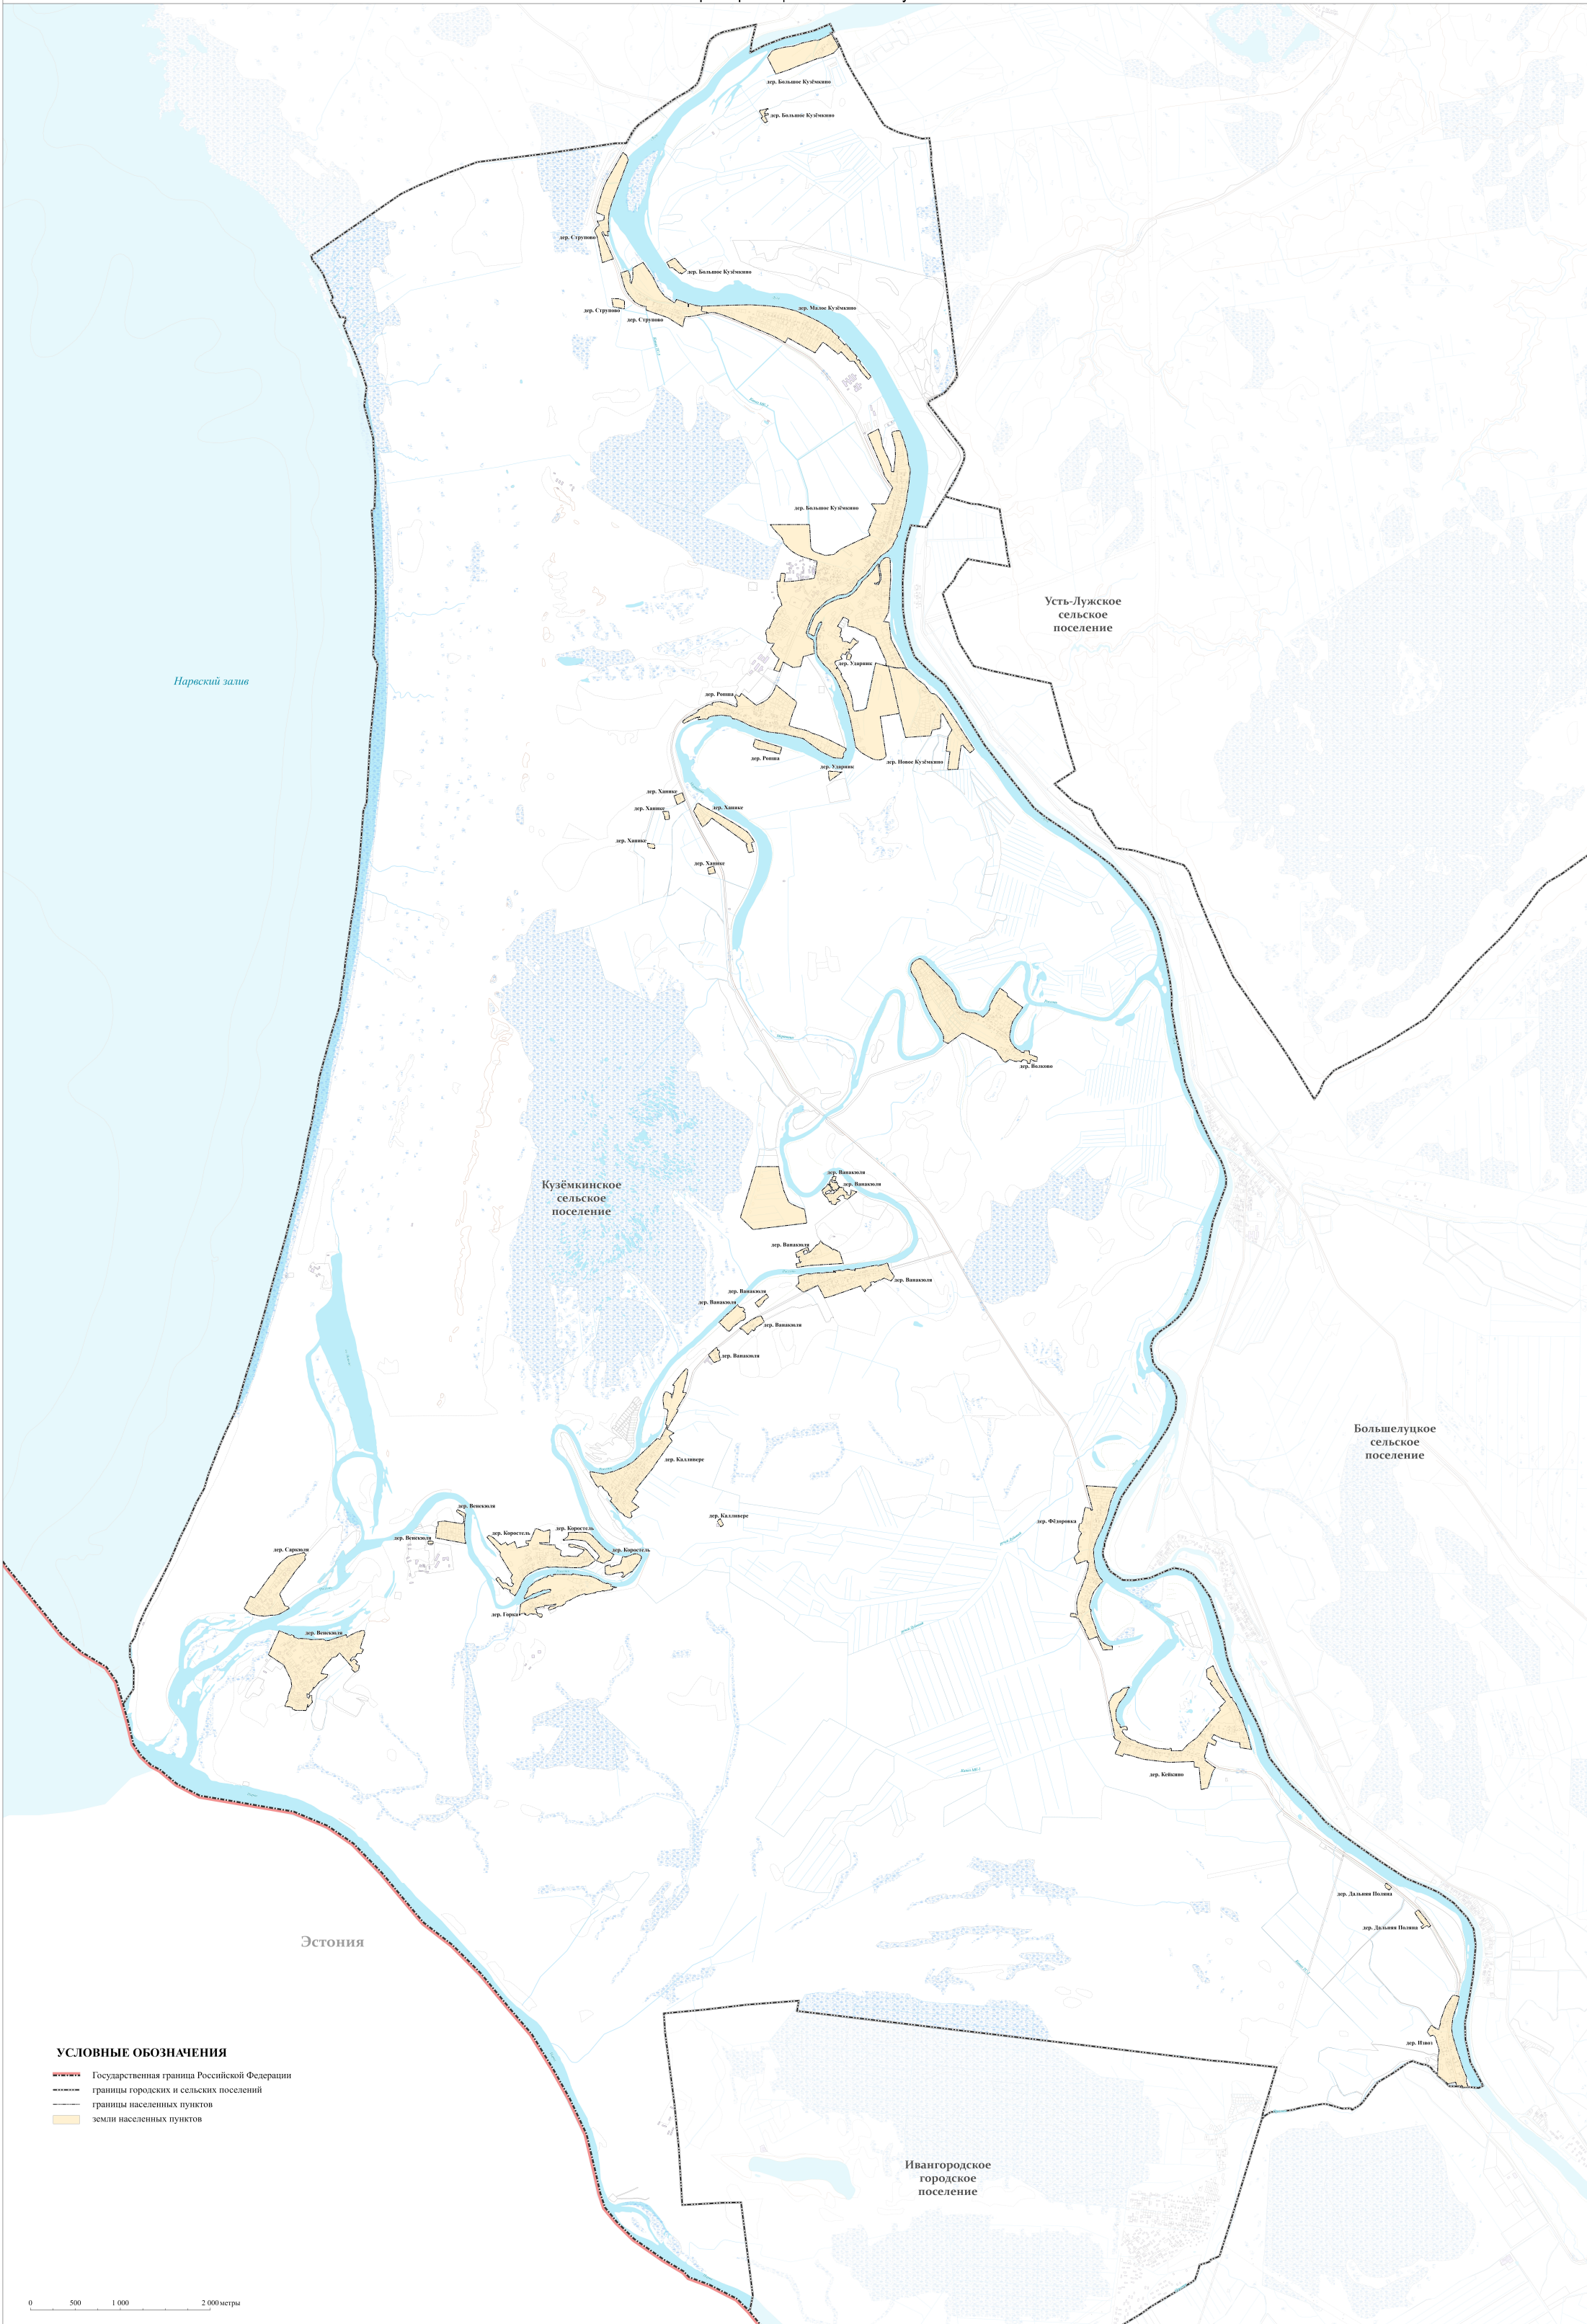 дер. Большое Кузёмкино
дер. Большое Кузёмкино
дер. Струпово
дер. Большое Кузёмкино
дер. Струпово
дер. Струпово
дер. Малое Кузёмкино
дер. Большое Кузёмкино
Усть-Лужское
сельское
поселение
Нарвский залив
дер. Ударник
дер. Ропша
дер. Ропша
дер. Ударник
дер. Новое Кузёмкино
дер. Ханике
дер. Ханике
дер. Ханике
дер. Ханике
дер. Ханике
дер. Волково
Кузёмкинское
сельское
поселение
дер. Ванакюля
дер. Ванакюля
дер. Ванакюля
дер. Ванакюля
дер. Ванакюля
дер. Ванакюля
дер. Ванакюля
дер. Ванакюля
Большелуцкое
сельское
поселение
дер. Калливере
дер. Калливере
дер. Венекюля
дер. Венекюля
дер. Коростель
дер. Коростель
дер. Коростель
дер. Фёдоровка
дер. Саркюля
дер. Горка
дер. Венекюля
дер. Кейкино
дер. Дальняя Поляна
дер. Дальняя Поляна
Эстония
дер. Извоз
УСЛОВНЫЕ ОБОЗНАЧЕНИЯ
Государственная граница Российской Федерации
границы городских и сельских поселений
границы населенных пунктов
земли населенных пунктов
Ивангородское
городское
поселение
0 500 1 000 2 000 метры